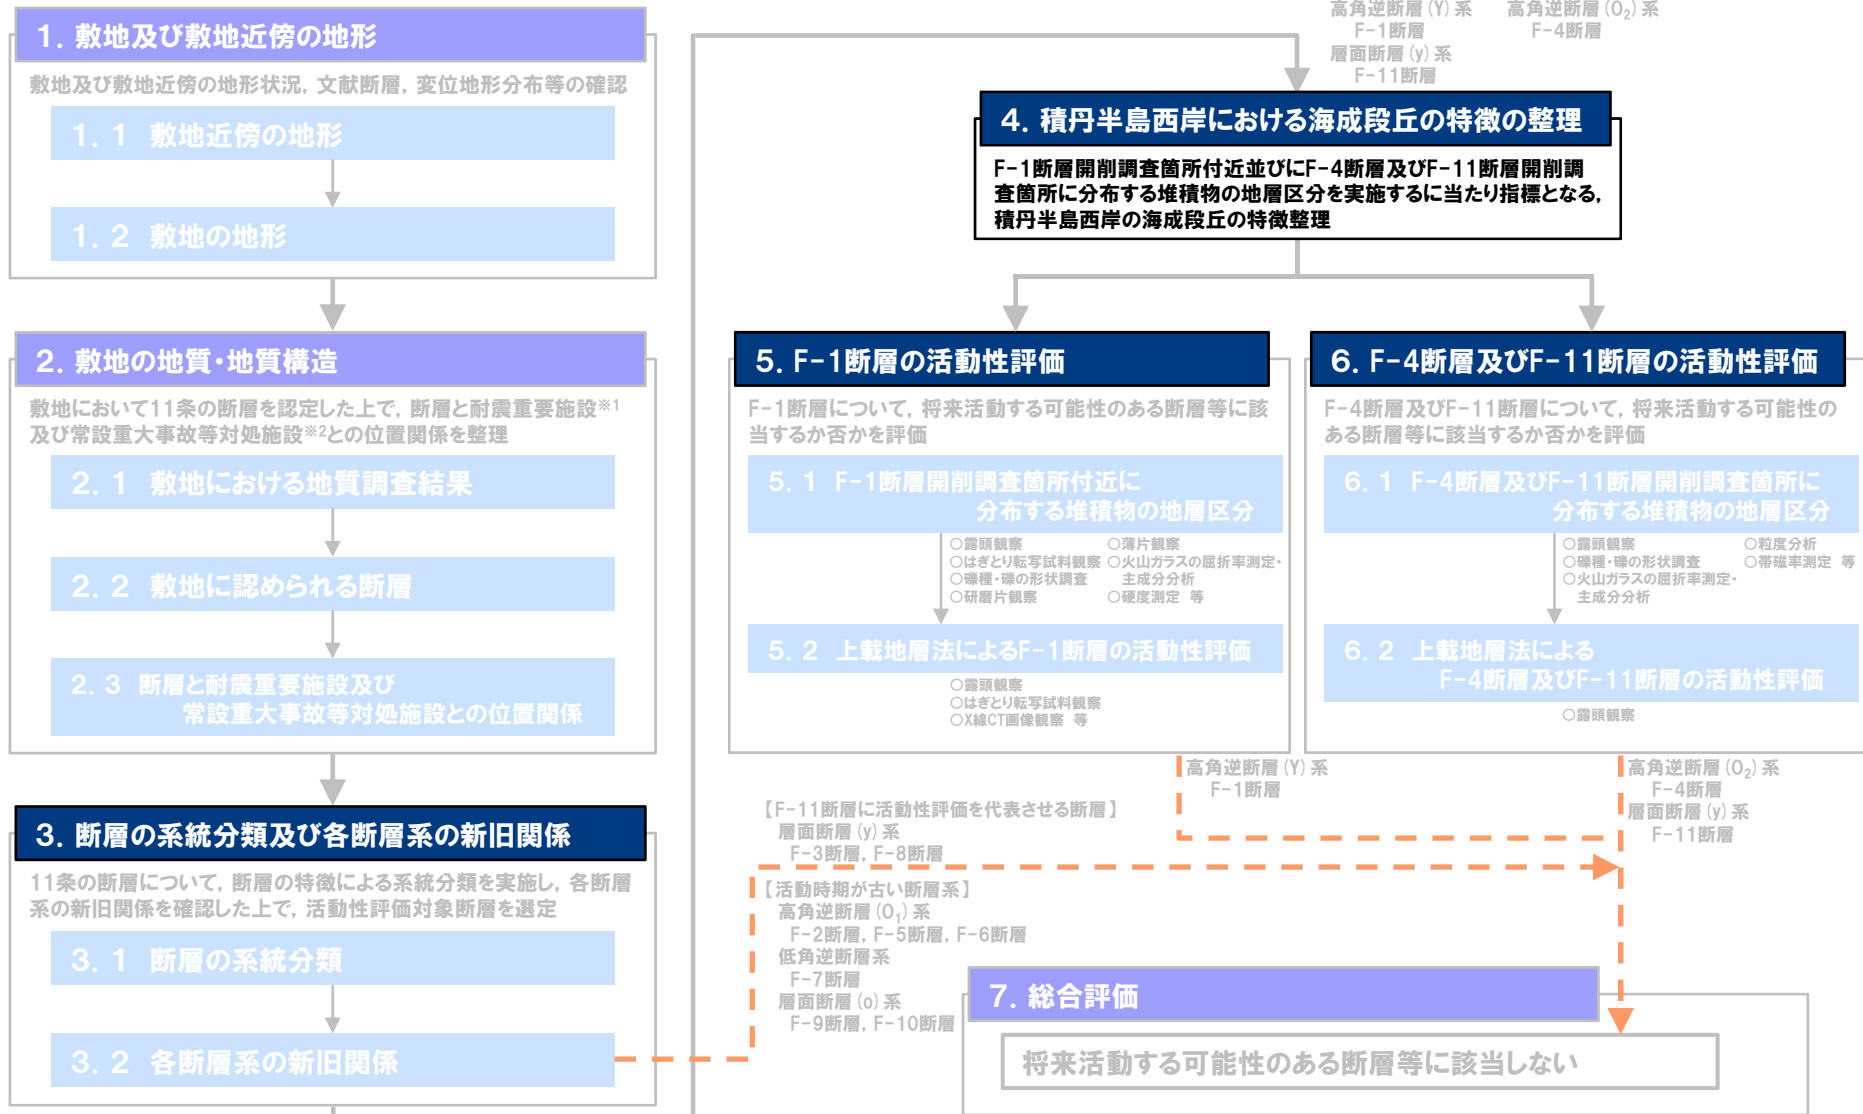 1. 敷地及び敷地近傍の地形
敷地及び敷地近傍の地形状況, 文献断層, 変位地形分布等の確認
1. 1 敷地近傍の地形
1. 2 敷地の地形
2. 敷地の地質・地質構造
敷地において11条の断層を認定した上で, 断層と耐震重要施設※1
及び常設重大事故等対処施設※2との位置関係を整理
2. 1 敷地における地質調査結果
2. 2 敷地に認められる断層
2. 3 断層と耐震重要施設及び
常設重大事故等対処施設との位置関係
3. 断層の系統分類及び各断層系の新旧関係
11条の断層について, 断層の特徴による系統分類を実施し, 各断層
系の新旧関係を確認した上で, 活動性評価対象断層を選定
3. 1 断層の系統分類
3. 2 各断層系の新旧関係
高角逆断層(Y)系 高角逆断層(O₂)系
F-1断層 F-4断層
層面断層(y)系
F-11断層
4. 積丹半島西岸における海成段丘の特徴の整理
F-1断層開削調査箇所付近並びにF-4断層及びF-11断層開削調
査箇所に分布する堆積物の地層区分を実施するに当たり指標となる,
積丹半島西岸の海成段丘の特徴整理
5. F-1断層の活動性評価
F-1断層について, 将来活動する可能性のある断層等に該
当するか否かを評価
5. 1 F-1断層開削調査箇所付近に
分布する堆積物の地層区分
○露頭観察 ○薄片観察
○はぎとり転写試料観察 ○火山ガラスの屈折率測定・
○礫種・礫の形状調査 主成分分析
○研磨片観察 ○硬度測定 等
5. 2 上載地層法によるF-1断層の活動性評価
○露頭観察
○はぎとり転写試料観察
○X線CT画像観察 等
6. F-4断層及びF-11断層の活動性評価
F-4断層及びF-11断層について, 将来活動する可能性の
ある断層等に該当するか否かを評価
6. 1 F-4断層及びF-11断層開削調査箇所に
分布する堆積物の地層区分
○露頭観察 ○粒度分析
○礫種・礫の形状調査 ○帯磁率測定 等
○火山ガラスの屈折率測定・
主成分分析
6. 2 上載地層法による
F-4断層及びF-11断層の活動性評価
○露頭観察
高角逆断層(Y)系
F-1断層
高角逆断層(O₂)系
F-4断層
層面断層(y)系
F-11断層
【F-11断層に活動性評価を代表させる断層】
層面断層(y)系
F-3断層, F-8断層
【活動時期が古い断層系】
高角逆断層(O₁)系
F-2断層, F-5断層, F-6断層
低角逆断層系
F-7断層
層面断層(o)系
F-9断層, F-10断層
7. 総合評価
将来活動する可能性のある断層等に該当しない